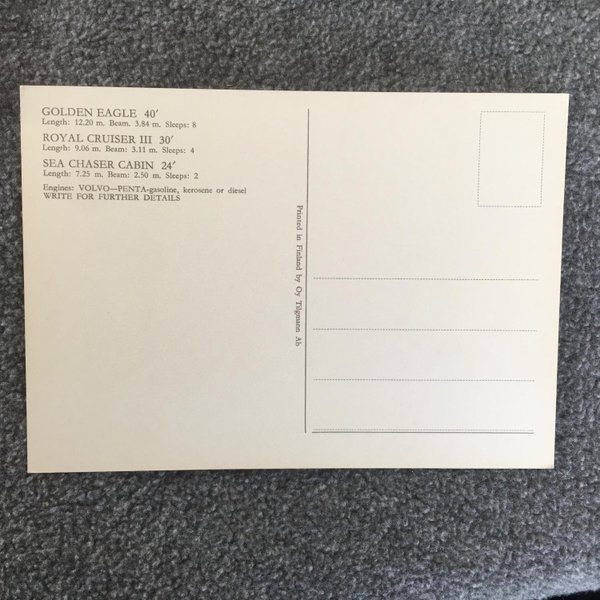 GOLDEN EAGLE 40′
Length: 12.20 m. Beam. 3.84 m. Sleeps: 8
ROYAL CRUISER III 30′
Length: 9.06 m. Beam: 3.11 m. Sleeps: 4
SEA CHASER CABIN 24′
Length: 7.25 m. Beam: 2.50 m. Sleeps: 2
Engines: VOLVO—PENTA-gasoline, kerosene or diesel
WRITE FOR FURTHER DETAILS
Printed in Finland by Oy Tilgmann Ab